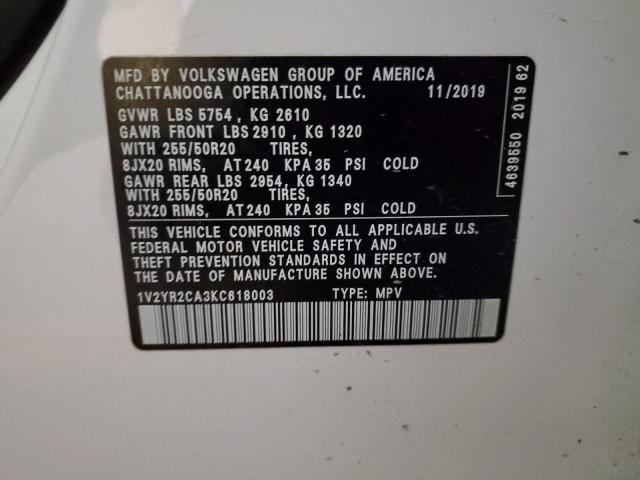 MFD BY VOLKSWAGEN GROUP OF AMERICA
CHATTANOOGA OPERATIONS, LLC. 11/2019
GVWR LBS 5754 , KG 2610
GAWR FRONT LBS 2910 , KG 1320
WITH 255/50R20 TIRES,
8JX20 RIMS, AT 240 KPA 35 PSI COLD
GAWR REAR LBS 2954, KG 1340
WITH 255/50R20 TIRES,
8JX20 RIMS, AT 240 KPA 35 PSI COLD
THIS VEHICLE CONFORMS TO ALL APPLICABLE U.S.
FEDERAL MOTOR VEHICLE SAFETY AND
THEFT PREVENTION STANDARDS IN EFFECT ON
THE DATE OF MANUFACTURE SHOWN ABOVE.
1V2YR2CA3KC618003 TYPE: MPV
4639550 2019 62